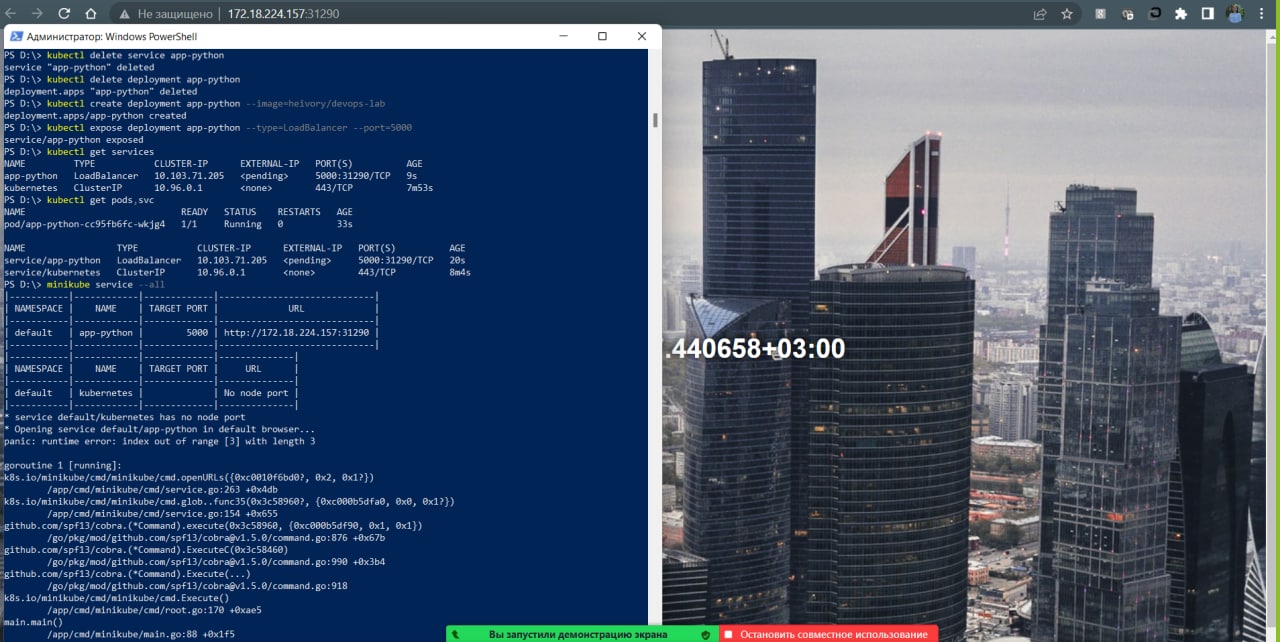 Не защищено | 172.18.224.157:31290
Администратор: Windows PowerShell
PS D:\> kubectl delete service app-python
service "app-python" deleted
PS D:\> kubectl delete deployment app-python
deployment.apps "app-python" deleted
PS D:\> kubectl create deployment app-python --image=heivory/devops-lab
deployment.apps/app-python created
PS D:\> kubectl expose deployment app-python --type=LoadBalancer --port=5000
service/app-python exposed
PS D:\> kubectl get services
NAME TYPE CLUSTER-IP EXTERNAL-IP PORT(S) AGE
app-python LoadBalancer 10.103.71.205 <pending> 5000:31290/TCP 9s
kubernetes ClusterIP 10.96.0.1 <none> 443/TCP 7m53s
PS D:\> kubectl get pods,svc
NAME READY STATUS RESTARTS AGE
pod/app-python-cc95fb6fc-wkjg4 1/1 Running 0 33s
NAME TYPE CLUSTER-IP EXTERNAL-IP PORT(S) AGE
service/app-python LoadBalancer 10.103.71.205 <pending> 5000:31290/TCP 20s
service/kubernetes ClusterIP 10.96.0.1 <none> 443/TCP 8m4s
PS D:\> minikube service --all
|-----------|------------|-------------|-----------------------------|
| NAMESPACE | NAME | TARGET PORT | URL |
|-----------|------------|-------------|-----------------------------|
| default | app-python | 5000 | http://172.18.224.157:31290 |
|-----------|------------|-------------|-----------------------------|
|-----------|------------|-------------|--------------|
| NAMESPACE | NAME | TARGET PORT | URL |
|-----------|------------|-------------|--------------|
| default | kubernetes | | No node port |
|-----------|------------|-------------|--------------|
* service default/kubernetes has no node port
* Opening service default/app-python in default browser...
panic: runtime error: index out of range [3] with length 3
goroutine 1 [running]:
k8s.io/minikube/cmd/minikube/cmd.openURLs({0xc0010f6bd0?, 0x2, 0x1?})
/app/cmd/minikube/cmd/service.go:263 +0x4db
k8s.io/minikube/cmd/minikube/cmd.glob..func35(0x3c58960?, {0xc000b5dfa0, 0x0, 0x1?})
/app/cmd/minikube/cmd/service.go:154 +0x655
github.com/spf13/cobra.(*Command).execute(0x3c58960, {0xc000b5df90, 0x1, 0x1})
/go/pkg/mod/github.com/spf13/cobra@v1.5.0/command.go:876 +0x67b
github.com/spf13/cobra.(*Command).ExecuteC(0x3c58460)
/go/pkg/mod/github.com/spf13/cobra@v1.5.0/command.go:990 +0x3b4
github.com/spf13/cobra.(*Command).Execute(...)
/go/pkg/mod/github.com/spf13/cobra@v1.5.0/command.go:918
k8s.io/minikube/cmd/minikube/cmd.Execute()
/app/cmd/minikube/cmd/root.go:170 +0xae5
main.main()
/app/cmd/minikube/main.go:88 +0x1f5
.440658+03:00
Вы запустили демонстрацию экрана
Остановить совместное использование